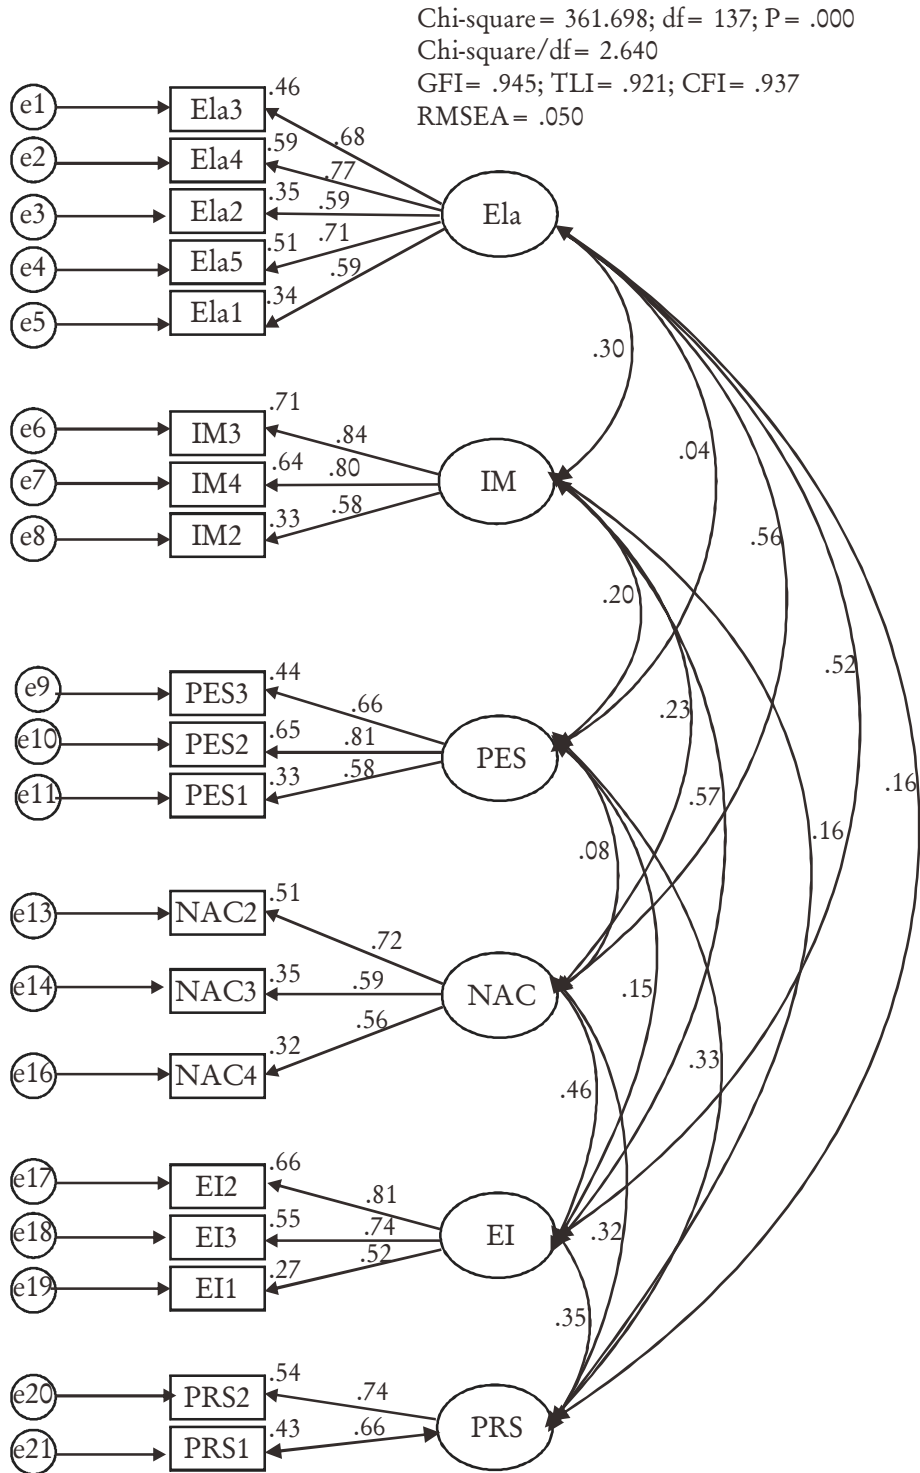 Chi-square= 361.698; df= 137; P= .000
Chi-square/df= 2.640
GFI= .945; TLI= .921; CFI= .937
RMSEA= .050
e1
Ela3
.46
.68
e2
Ela4
.59
.77
e3
Ela2
.35
.59
e4
Ela5
.51
.71
e5
Ela1
.34
.59
Ela
.30
.04
.56
.52
.16
e6
IM3
.71
.84
e7
IM4
.64
.80
e8
IM2
.33
.58
IM
.20
.23
.57
.16
e9
PES3
.44
.66
e10
PES2
.65
.81
e11
PES1
.33
.58
PES
.08
.15
.33
e13
NAC2
.51
.72
e14
NAC3
.35
.59
e16
NAC4
.32
.56
NAC
.46
.32
e17
EI2
.66
.81
e18
EI3
.55
.74
e19
EI1
.27
.52
EI
.35
e20
PRS2
.54
.74
e21
PRS1
.43
.66
PRS